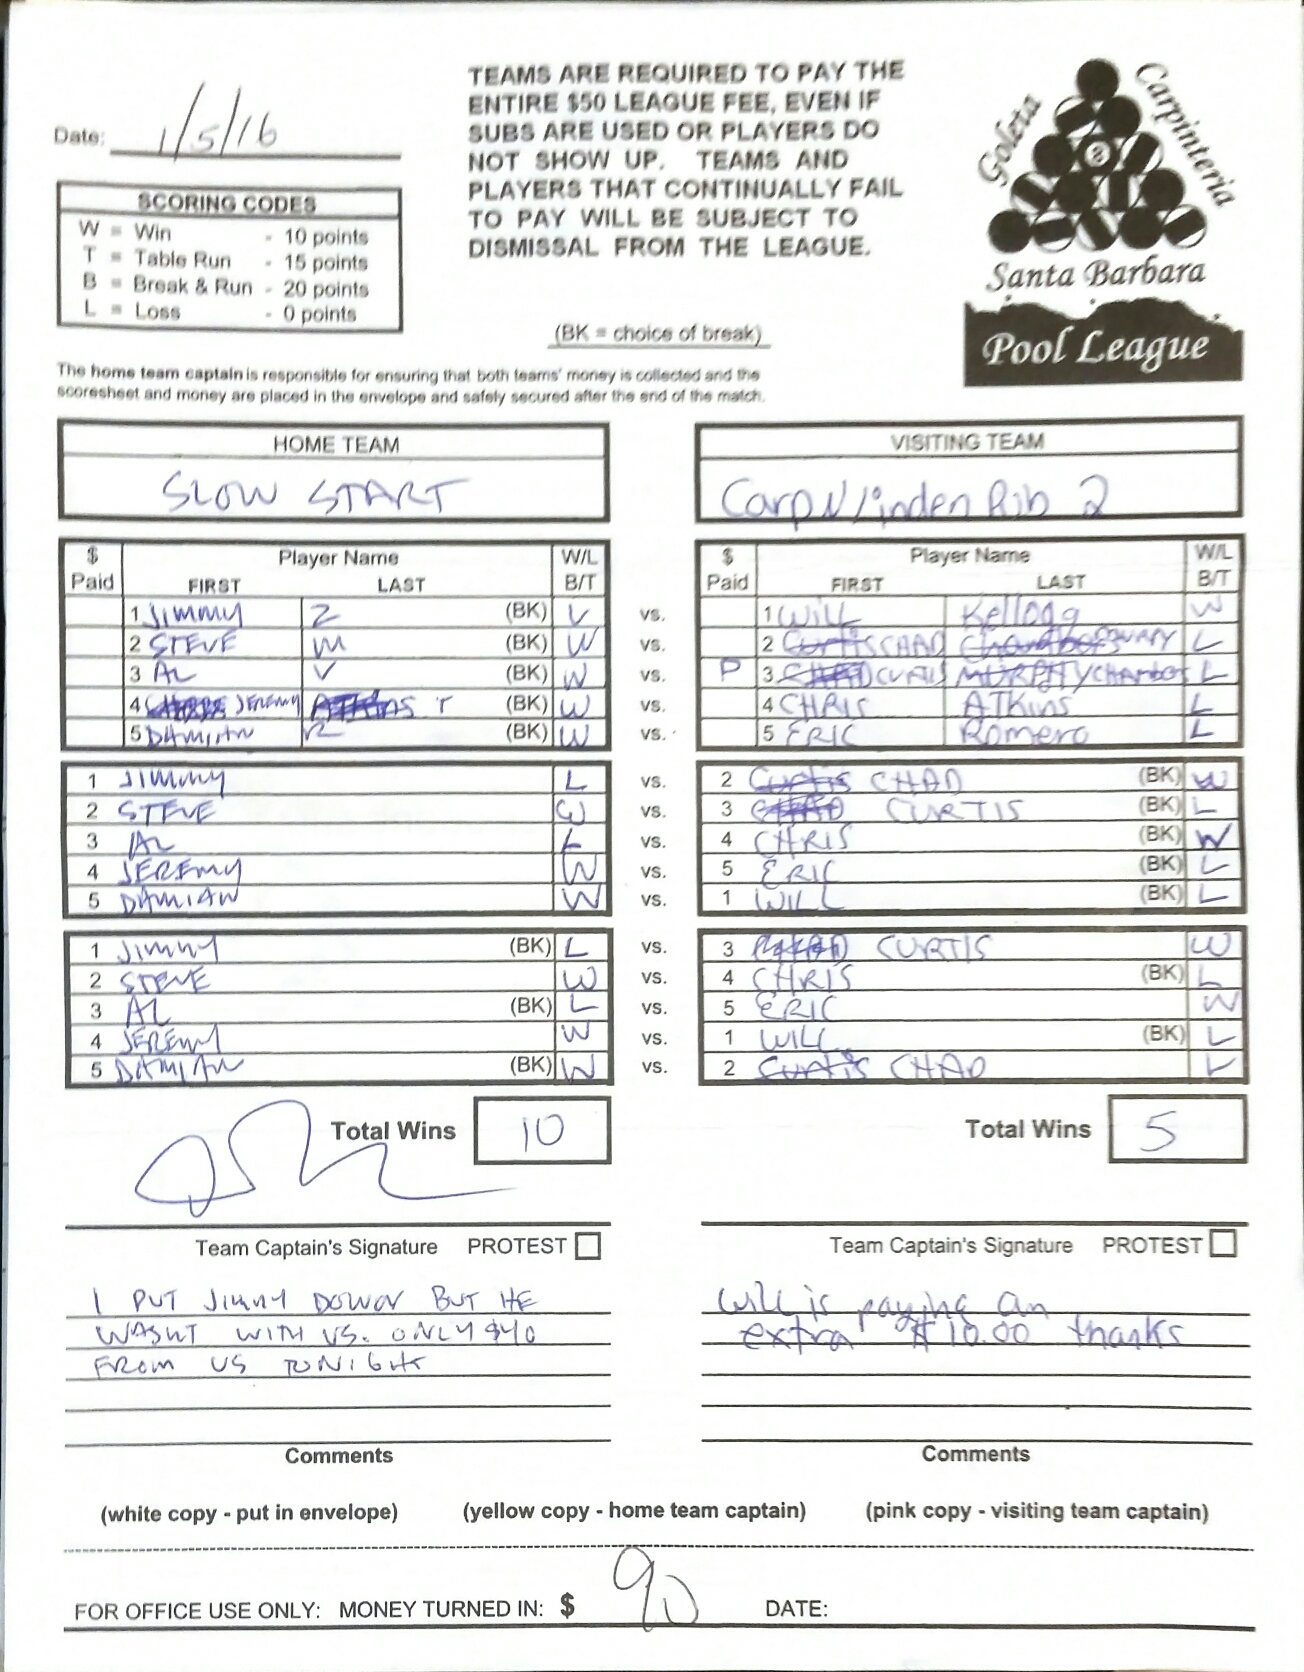 Date: 1/5/16
TEAMS ARE REQUIRED TO PAY THE
ENTIRE $50 LEAGUE FEE, EVEN IF
SUBS ARE USED OR PLAYERS DO
NOT SHOW UP. TEAMS AND
PLAYERS THAT CONTINUALLY FAIL
TO PAY WILL BE SUBJECT TO
DISMISSAL FROM THE LEAGUE.
Goleta
Carpinteria
Santa Barbara
Pool League
SCORING CODES
W = Win - 10 points
T = Table Run - 15 points
B = Break & Run - 20 points
L = Loss - 0 points
(BK = choice of break)
The home team captain is responsible for ensuring that both teams' money is collected and the
scoresheet and money are placed in the envelope and safely secured after the end of the match.
HOME TEAM VISITING TEAM
SLOW START CarpN/Linden Rib 2
$ Paid Player Name FIRST LAST W/L B/T $ Paid Player Name FIRST LAST W/L B/T
1 JIMMY Z (BK) L vs. 1 WILL Kellogg W
2 STEVE M (BK) W vs. 2 CHAD L
3 AL V (BK) W vs. P 3 CURTIS L
4 JEREMY T (BK) W vs. 4 CHRIS ATKins L
5 DAMIAN R (BK) W vs. 5 ERIC Romero L
1 JIMMY L vs. 2 CHAD (BK) W
2 STEVE W vs. 3 CURTIS (BK) L
3 AL L vs. 4 CHRIS (BK) W
4 JEREMY W vs. 5 ERIC (BK) L
5 DAMIAN W vs. 1 WILL (BK) L
1 JIMMY (BK) L vs. 3 CURTIS W
2 STEVE W vs. 4 CHRIS (BK) L
3 AL (BK) L vs. 5 ERIC W
4 JEREMY W vs. 1 WILL (BK) L
5 DAMIAN (BK) W vs. 2 CHAD L
Total Wins 10 Total Wins 5
Team Captain's Signature PROTEST Team Captain's Signature PROTEST
I PUT JIMMY DOWN BUT HE
WASNT WITH US. ONLY $40
FROM US TONIGHT
Will is paying an
extra $10.00 thanks
Comments Comments
(white copy - put in envelope) (yellow copy - home team captain) (pink copy - visiting team captain)
FOR OFFICE USE ONLY: MONEY TURNED IN: $ 90 DATE: